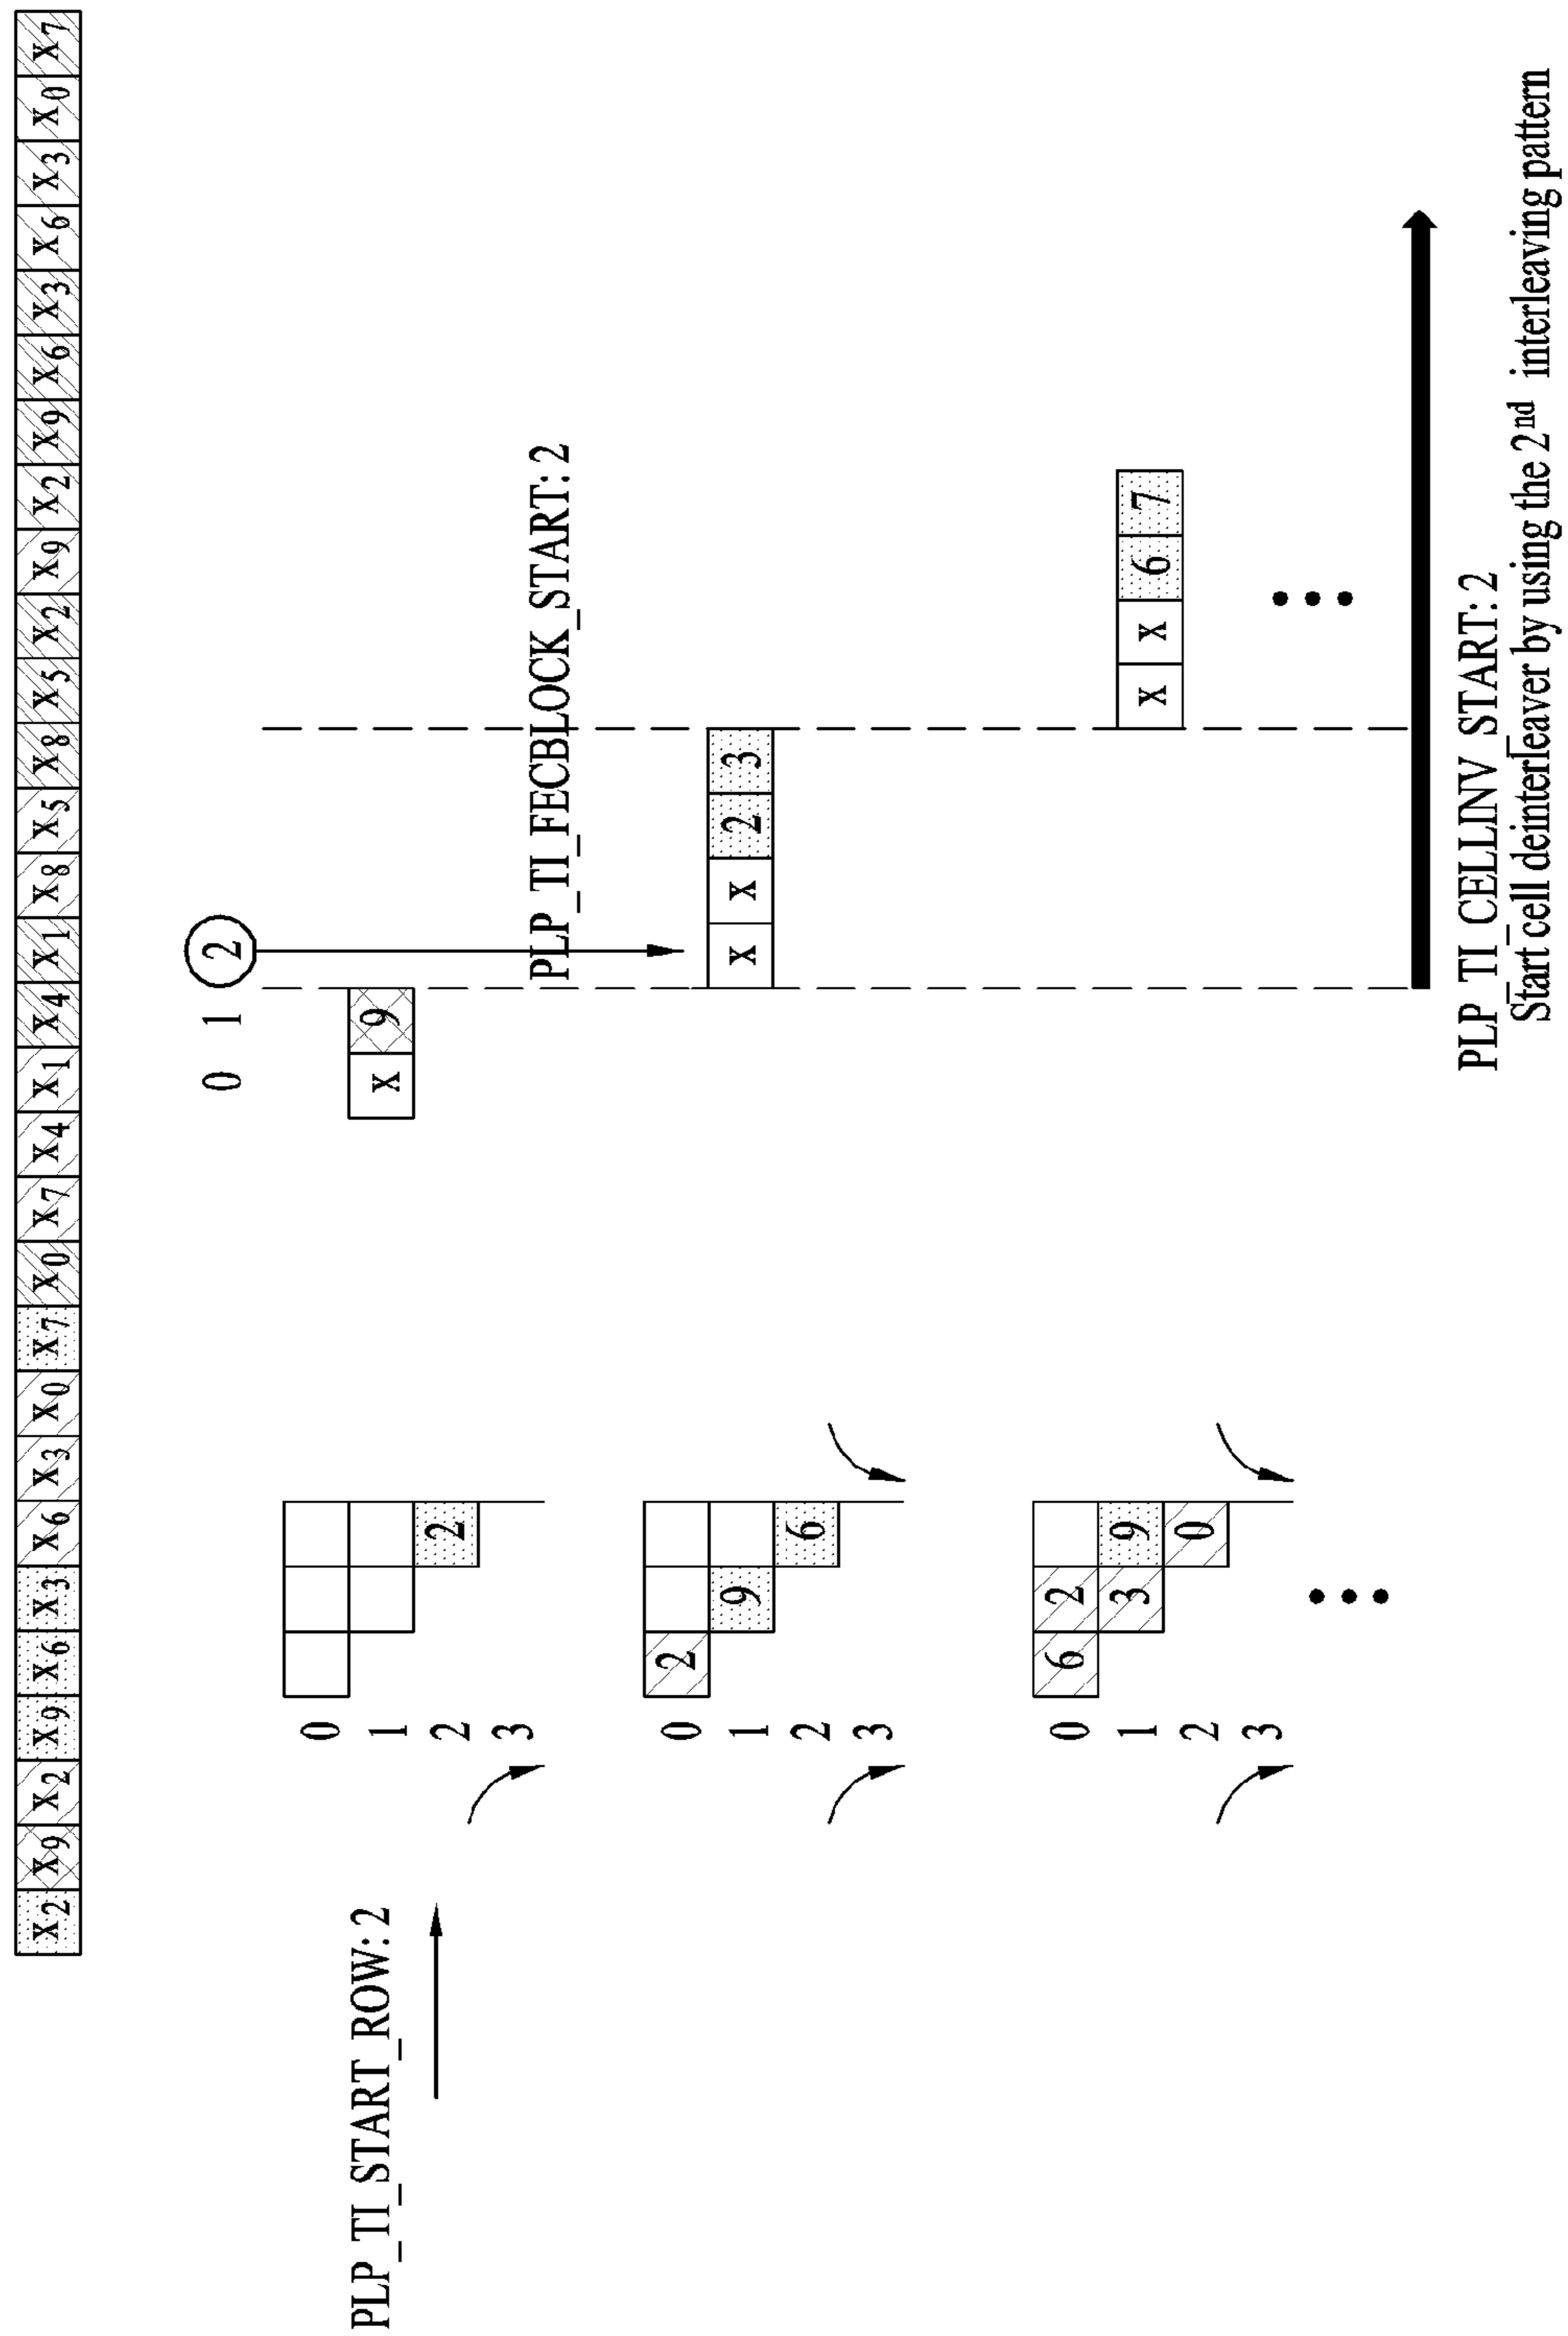 X2 X9 X2 X9 X6 X3 X6 X3 X0 X7 X0 X7 X4 X1 X4 X1 X8 X5 X8 X5 X2 X9 X2 X9 X6 X3 X6 X3 X0 X7
0 1 2
0
PLP_TI_START_ROW: 2
1
X 9
2 2
3
PLP_TI_FECBLOCK_START: 2
0 2
1 9
X X 2 3
2 6
3
0 6 2
1 3 9
X X 6 7
2 0
3
PLP_TI_CELLINV_START: 2
Start cell deinterleaver by using the 2nd interleaving pattern